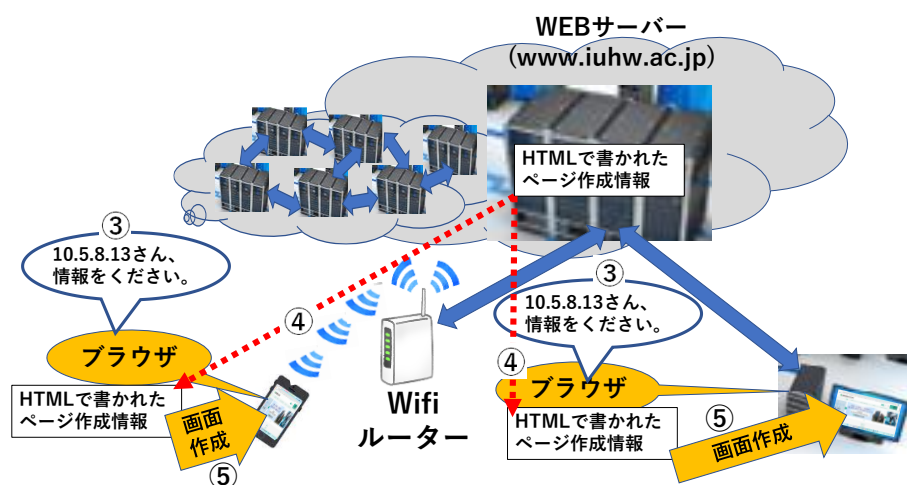 WEBサーバー
(www.iuhw.ac.jp)
HTMLで書かれた
ページ作成情報
③
10.5.8.13さん、
情報をください。
④
ブラウザ
HTMLで書かれた
ページ作成情報
画面
作成
⑤
Wifi
ルーター
③
10.5.8.13さん、
情報をください。
④
ブラウザ
HTMLで書かれた
ページ作成情報
⑤
画面作成